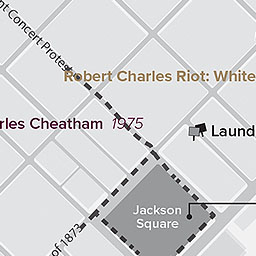 nt Concert Protest
Robert Charles Riot: White
rles Cheatham 1975
Laund
Jackson
Square
of 1873